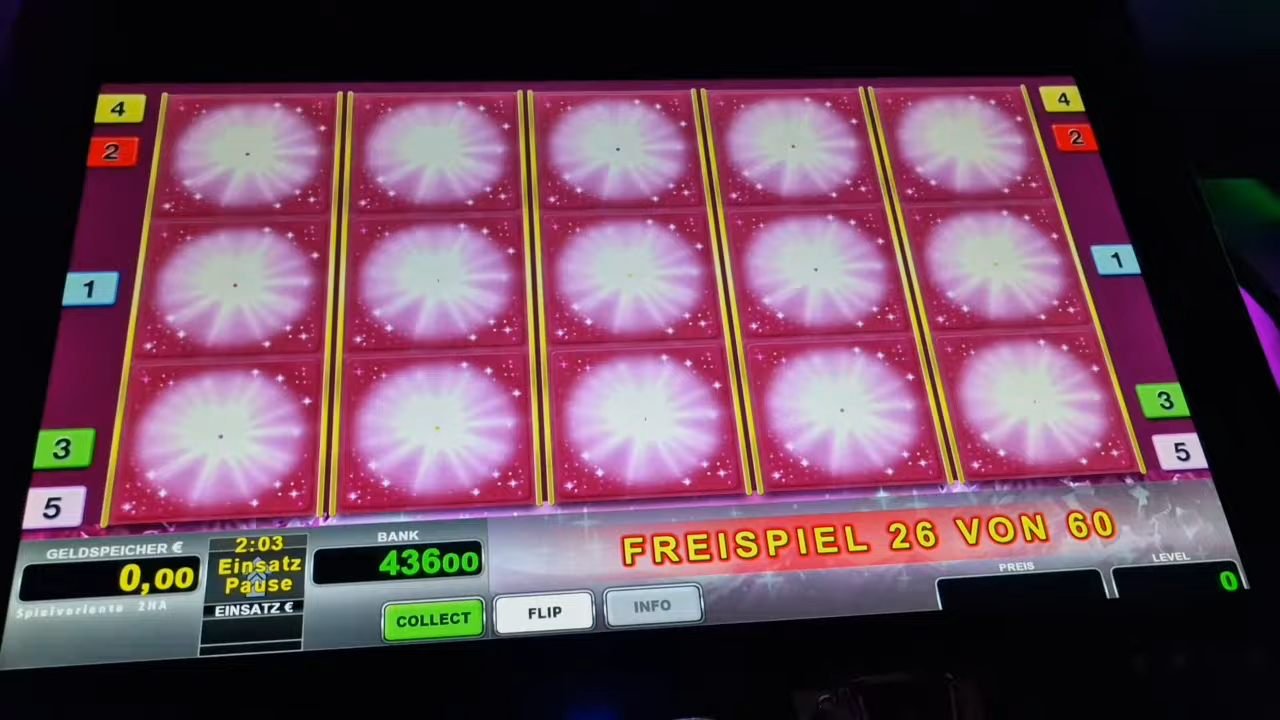 4
4
2
2
1
1
3
3
5
5
FREISPIEL 26 VON 60
GELDSPEICHER €
0,00
Spielvariante 2HA
2:03
Einsatz
Pause
EINSATZ €
BANK
43600
COLLECT
FLIP
INFO
PREIS
LEVEL
0